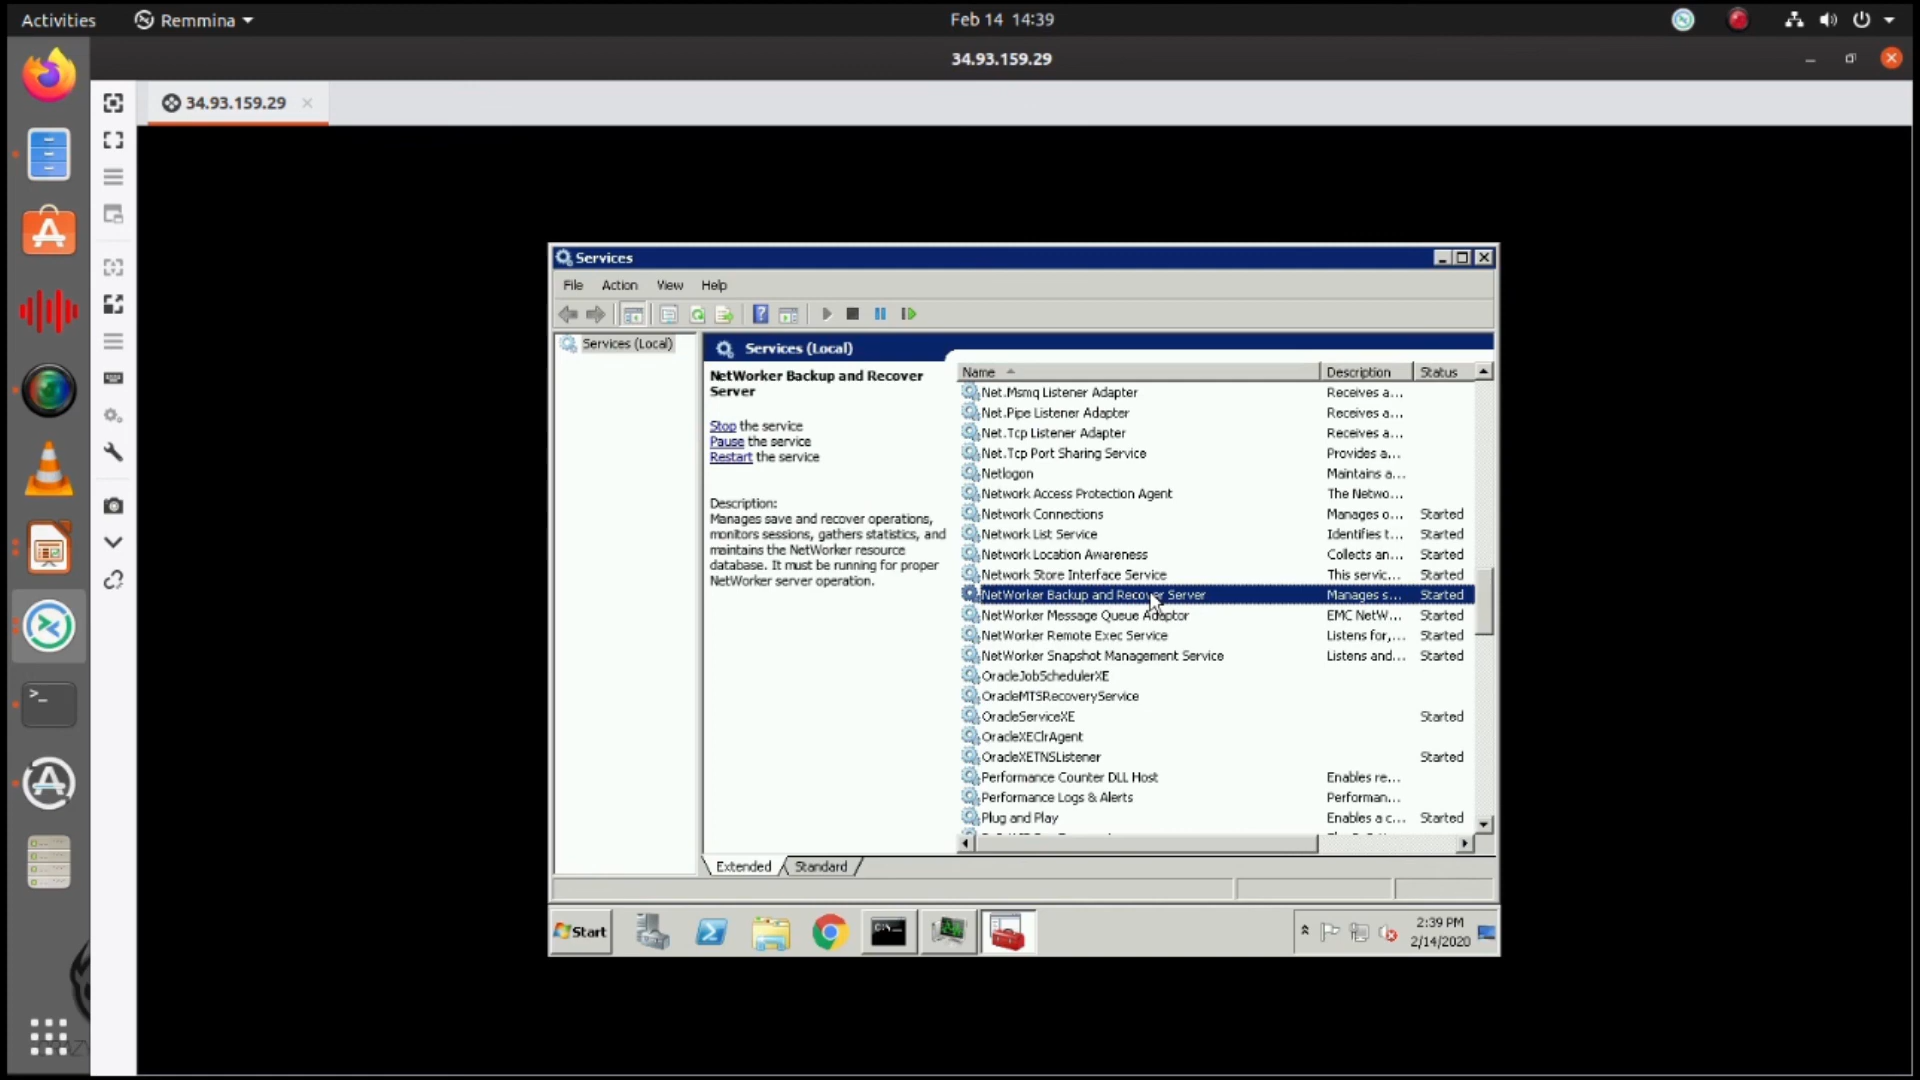 Activities
Remmina
Feb 14 14:39
34.93.159.29
34.93.159.29
Services
File Action View Help
Services (Local)
Services (Local)
NetWorker Backup and Recover
Server
Stop the service
Pause the service
Restart the service
Description:
Manages save and recover operations,
monitors sessions, gathers statistics, and
maintains the NetWorker resource
database. It must be running for proper
NetWorker server operation.
Name Description Status
Net.Msmq Listener Adapter Receives a...
Net.Pipe Listener Adapter Receives a...
Net.Tcp Listener Adapter Receives a...
Net.Tcp Port Sharing Service Provides a...
Netlogon Maintains a...
Network Access Protection Agent The Netwo...
Network Connections Manages o... Started
Network List Service Identifies t... Started
Network Location Awareness Collects an... Started
Network Store Interface Service This servic... Started
NetWorker Backup and Recover Server Manages s... Started
NetWorker Message Queue Adaptor EMC NetW... Started
NetWorker Remote Exec Service Listens for,... Started
NetWorker Snapshot Management Service Listens and... Started
OracleJobSchedulerXE
OracleMTSRecoveryService
OracleServiceXE Started
OracleXEClrAgent
OracleXETNSListener Started
Performance Counter DLL Host Enables re...
Performance Logs & Alerts Performan...
Plug and Play Enables a c... Started
Extended Standard
Start
2:39 PM
2/14/2020